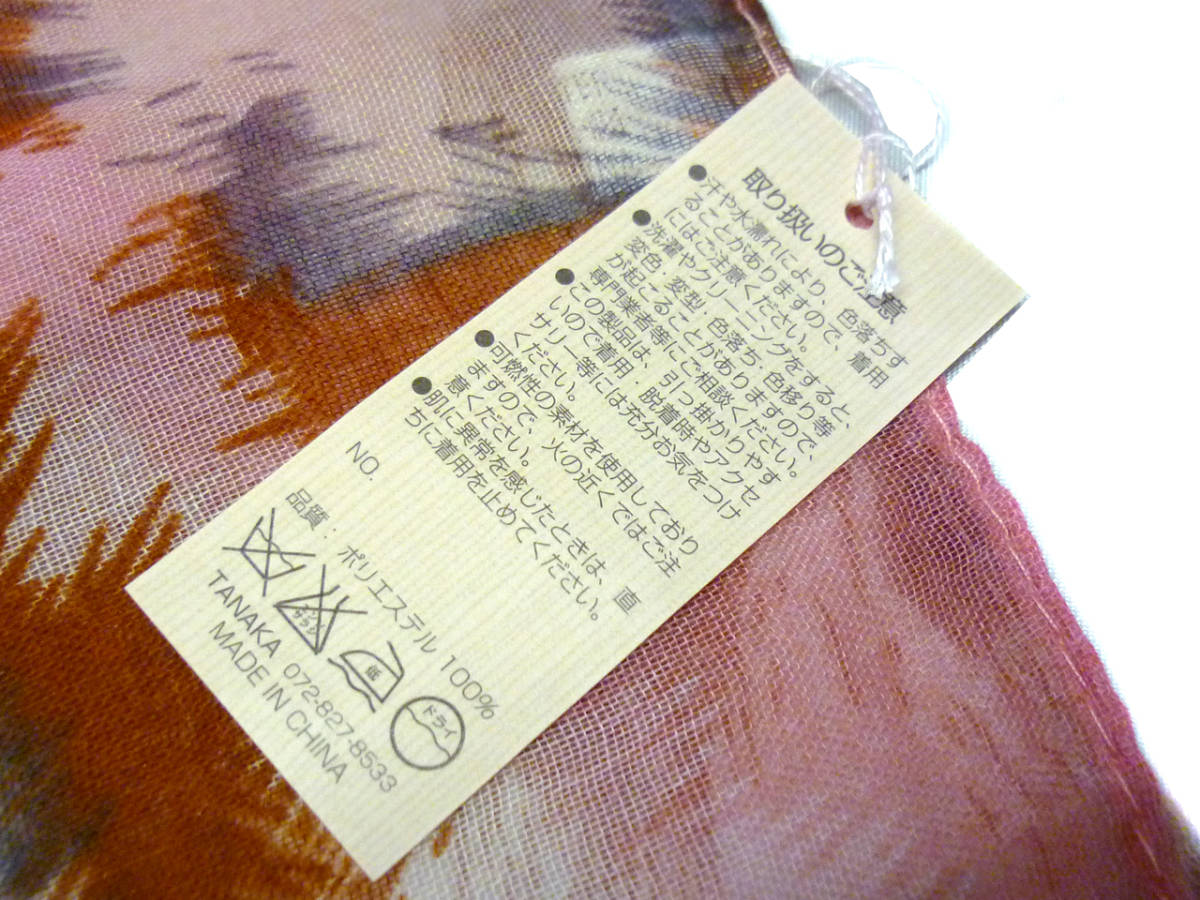 取り扱いのご注意
●汗や水濡れにより、色落ちす
ることがありますので、着用
にはご注意ください。
●洗濯やクリーニングをすると、
変色・変型・色落ち・色移り等
が起こることがありますので、
専門業者等にご相談ください。
●この製品は、引っ掛かりやす
いので着用・脱着時やアクセ
サリー等には充分お気をつけ
ください。
●可燃性の素材を使用しており
ますので、火の近くではご注
意ください。
●肌に異常を感じたときは、直
ちに着用を止めてください。
NO.
品質: ポリエステル 100%
エンソ
サラシ
低
ドライ
TANAKA 072-827-8533
MADE IN CHINA